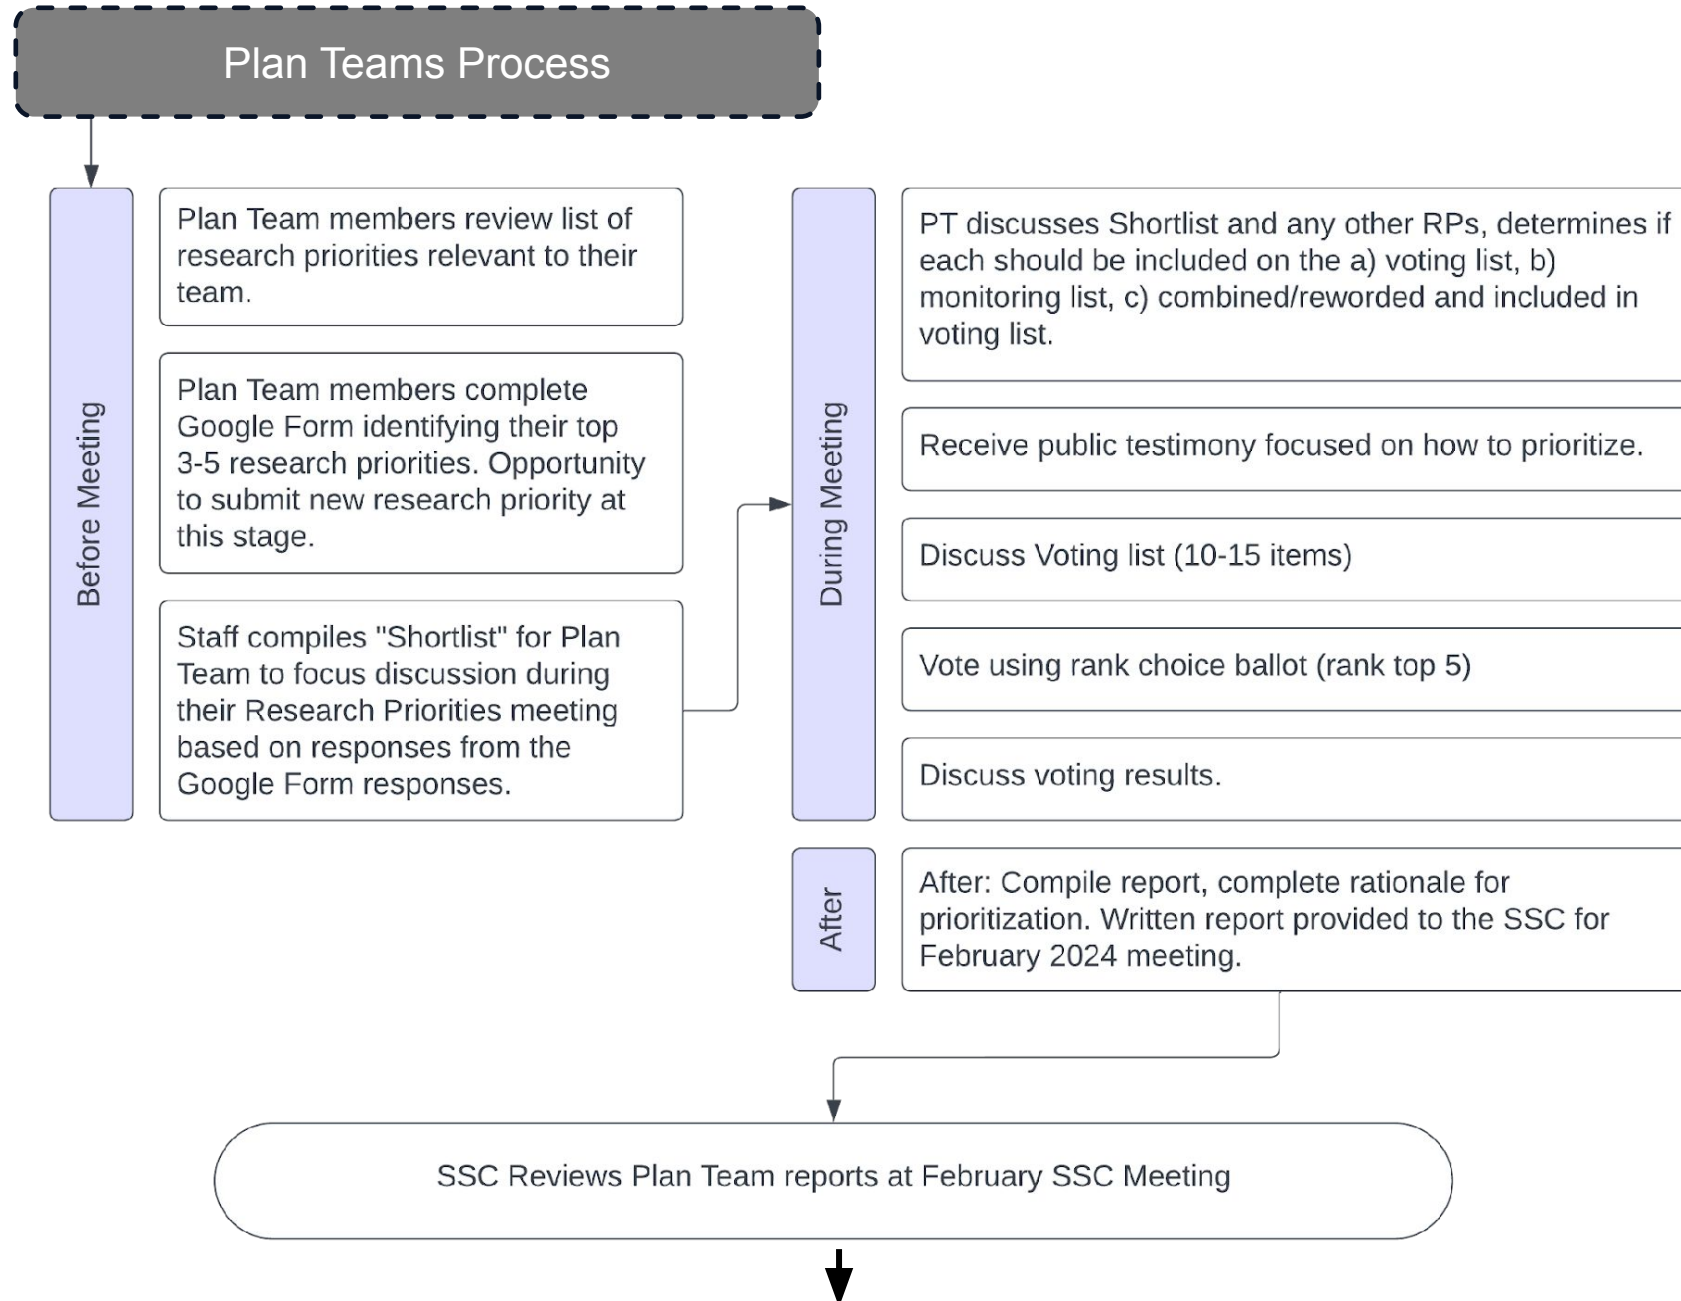 Plan Teams Process
Before Meeting
Plan Team members review list of
research priorities relevant to their
team.
Plan Team members complete
Google Form identifying their top
3-5 research priorities. Opportunity
to submit new research priority at
this stage.
Staff compiles "Shortlist" for Plan
Team to focus discussion during
their Research Priorities meeting
based on responses from the
Google Form responses.
During Meeting
PT discusses Shortlist and any other RPs, determines if
each should be included on the a) voting list, b)
monitoring list, c) combined/reworded and included in
voting list.
Receive public testimony focused on how to prioritize.
Discuss Voting list (10-15 items)
Vote using rank choice ballot (rank top 5)
Discuss voting results.
After
After: Compile report, complete rationale for
prioritization. Written report provided to the SSC for
February 2024 meeting.
SSC Reviews Plan Team reports at February SSC Meeting